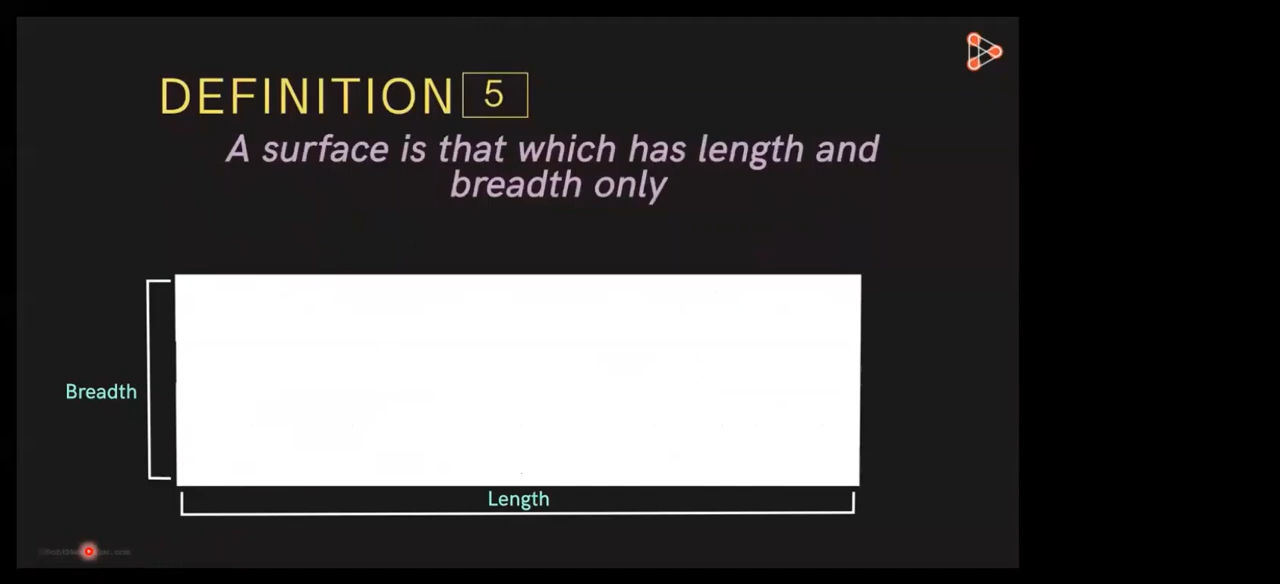 DEFINITION 5
A surface is that which has length and
breadth only
Breadth
Length